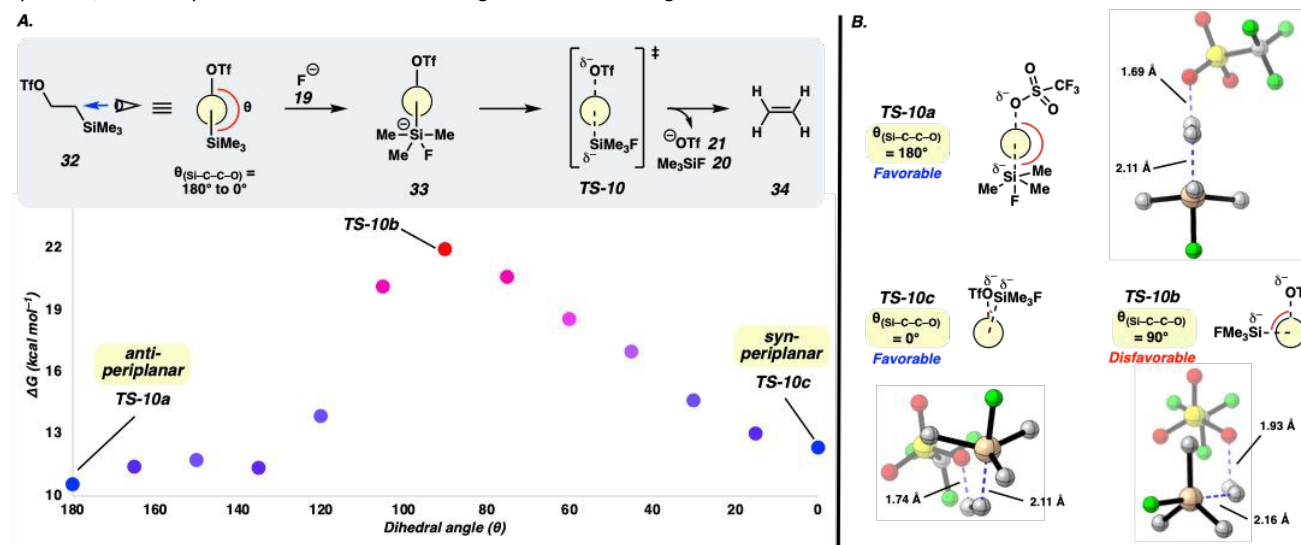 A.
OTf
TfO
SiMe3
32
≡
θ
SiMe3
θ(Si–C–C–O) =
180° to 0°
F⊖
19
OTf
⊖
Me Si Me
Me F
33
‡
δ–
OTf
SiMe3F
δ–
TS-10
⊖OTf 21
Me3SiF 20
H H
H H
34
ΔG (kcal mol–1)
22
19
16
13
10
TS-10b
anti-
periplanar
TS-10a
syn-
periplanar
TS-10c
180 160 140 120 100 80 60 40 20 0
Dihedral angle (θ)
B.
TS-10a
θ(Si–C–C–O)
= 180°
Favorable
O
δ– S CF3
O O
δ–
Si Me
Me Me
F
1.69 Å
2.11 Å
TS-10c
θ(Si–C–C–O)
= 0°
Favorable
δ– δ–
TfO SiMe3F
1.74 Å
2.11 Å
TS-10b
θ(Si–C–C–O)
= 90°
Disfavorable
δ–
δ–
FMe3Si
1.93 Å
2.16 Å